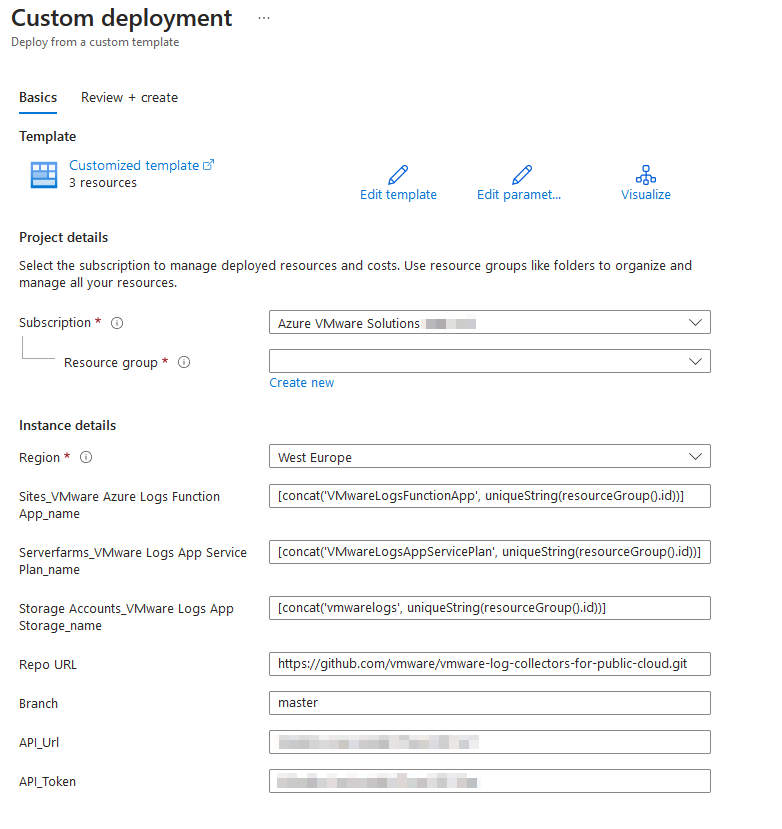 Custom deployment ...
Deploy from a custom template
Basics Review + create
Template
Customized template
3 resources
Edit template Edit paramet... Visualize
Project details
Select the subscription to manage deployed resources and costs. Use resource groups like folders to organize and
manage all your resources.
Subscription * Azure VMware Solutions
Resource group *
Create new
Instance details
Region * West Europe
Sites_VMware Azure Logs Function
App_name
[concat('VMwareLogsFunctionApp', uniqueString(resourceGroup().id))]
Serverfarms_VMware Logs App Service
Plan_name
[concat('VMwareLogsAppServicePlan', uniqueString(resourceGroup().id))]
Storage Accounts_VMware Logs App
Storage_name
[concat('vmwarelogs', uniqueString(resourceGroup().id))]
Repo URL https://github.com/vmware/vmware-log-collectors-for-public-cloud.git
Branch master
API_Url
API_Token